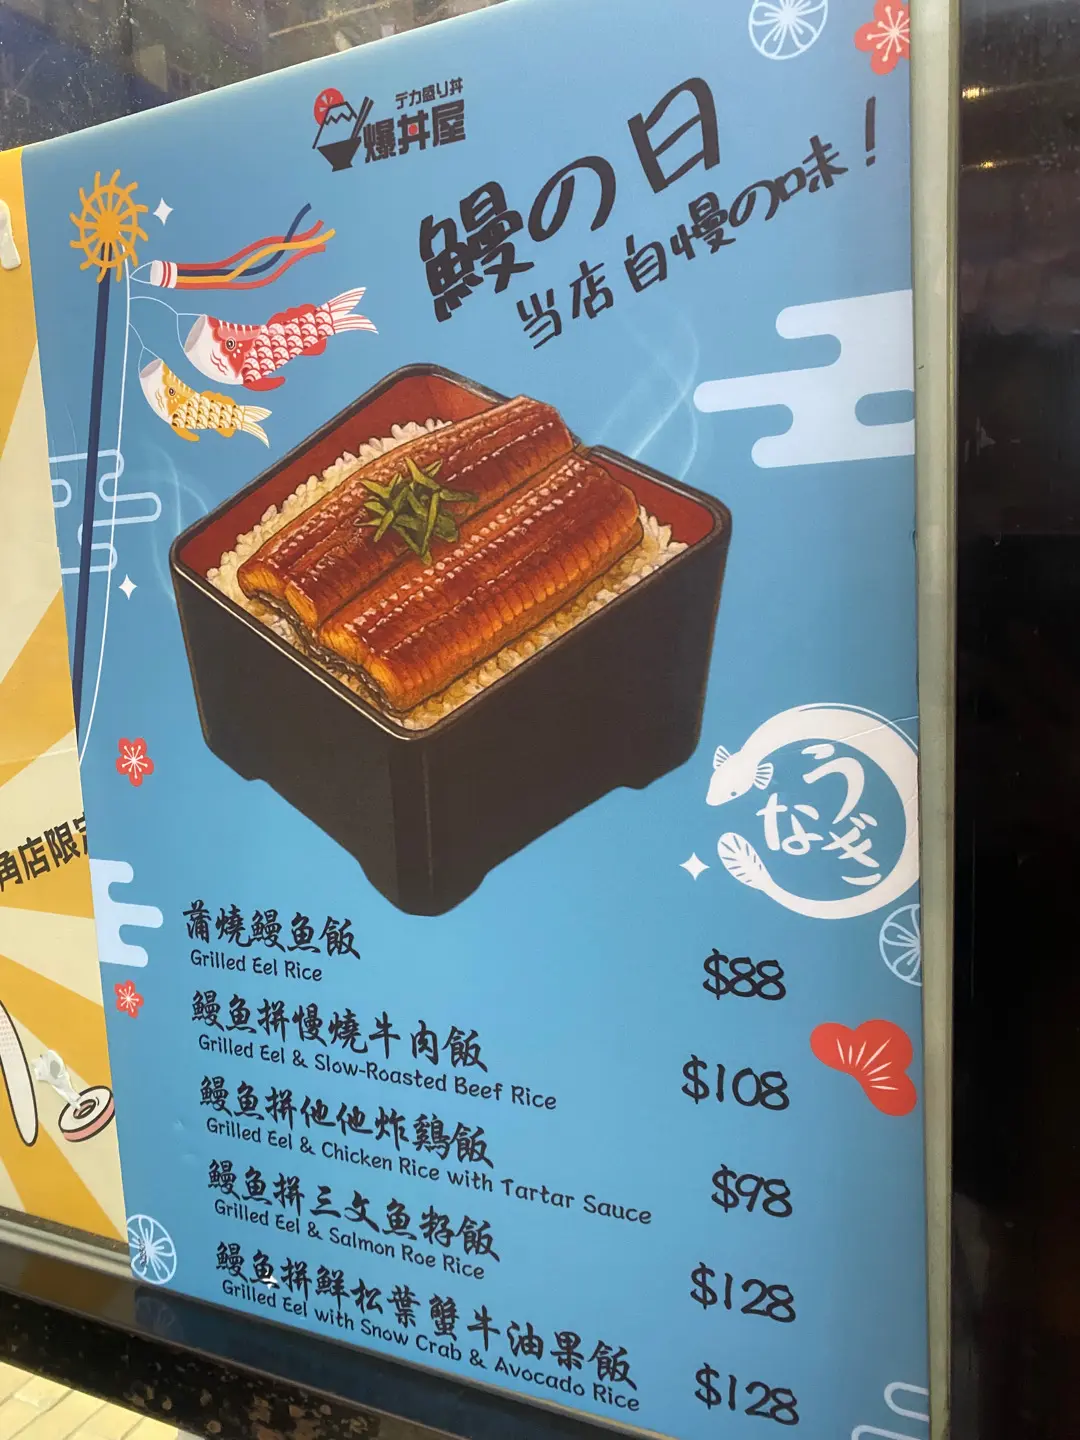 デカ盛り丼
爆丼屋
鰻の日
当店自慢の味！
うなぎ
角店限定
蒲燒鰻魚飯
Grilled Eel Rice
$88
鰻魚拼慢燒牛肉飯
Grilled Eel & Slow-Roasted Beef Rice
$108
鰻魚拼他他炸鷄飯
Grilled Eel & Chicken Rice with Tartar Sauce
$98
鰻魚拼三文魚籽飯
Grilled Eel & Salmon Roe Rice
$128
鰻魚拼鮮松葉蟹牛油果飯
Grilled Eel with Snow Crab & Avocado Rice
$128